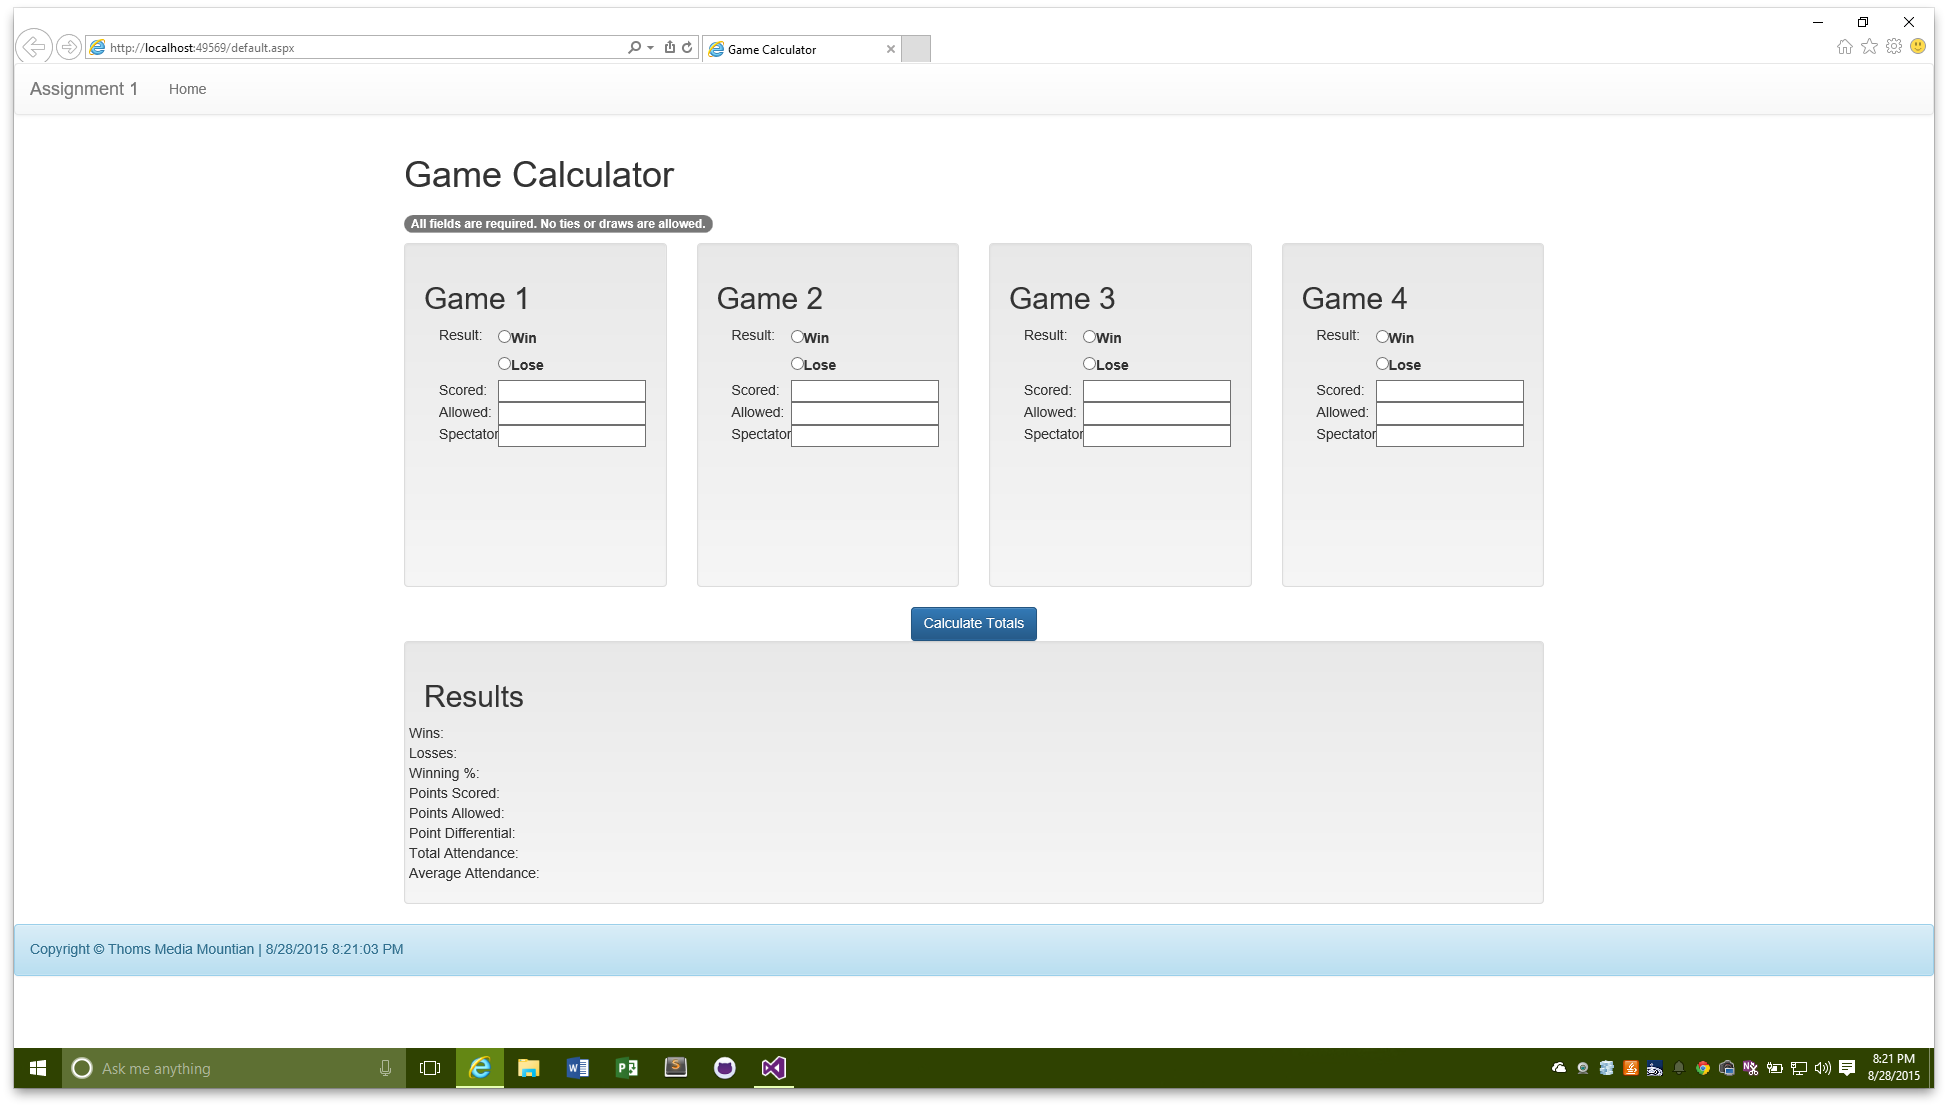 http://localhost:49569/default.aspx
Game Calculator
Assignment 1 Home
Game Calculator
All fields are required. No ties or draws are allowed.
Game 1
Result: Win
Lose
Scored:
Allowed:
Spectator
Game 2
Result: Win
Lose
Scored:
Allowed:
Spectator
Game 3
Result: Win
Lose
Scored:
Allowed:
Spectator
Game 4
Result: Win
Lose
Scored:
Allowed:
Spectator
Calculate Totals
Results
Wins:
Losses:
Winning %:
Points Scored:
Points Allowed:
Point Differential:
Total Attendance:
Average Attendance:
Copyright © Thoms Media Mountian | 8/28/2015 8:21:03 PM
Ask me anything
8:21 PM
8/28/2015